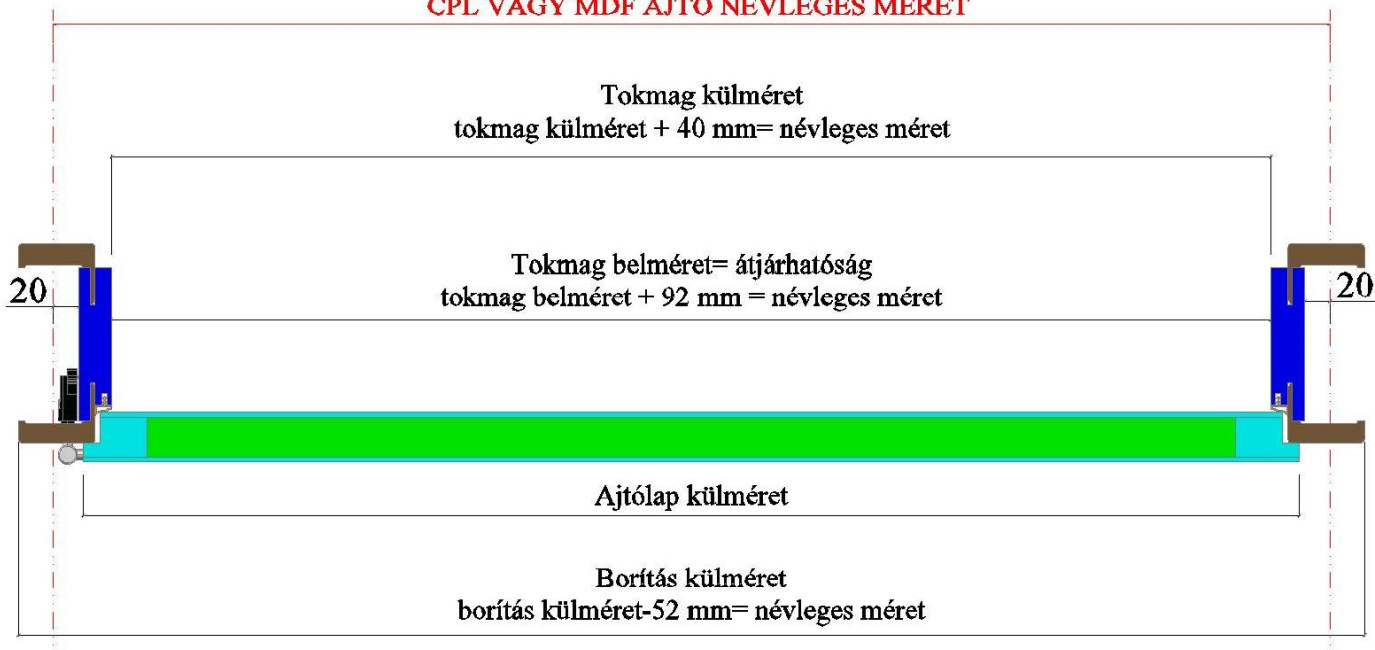 CPL VAGY MDF AJTÓ NÉVLEGES MÉRET
Tokmag külméret
tokmag külméret + 40 mm= névleges méret
Tokmag belméret= átjárhatóság
tokmag belméret + 92 mm = névleges méret
20
20
Ajtólap külméret
Borítás külméret
borítás külméret-52 mm= névleges méret